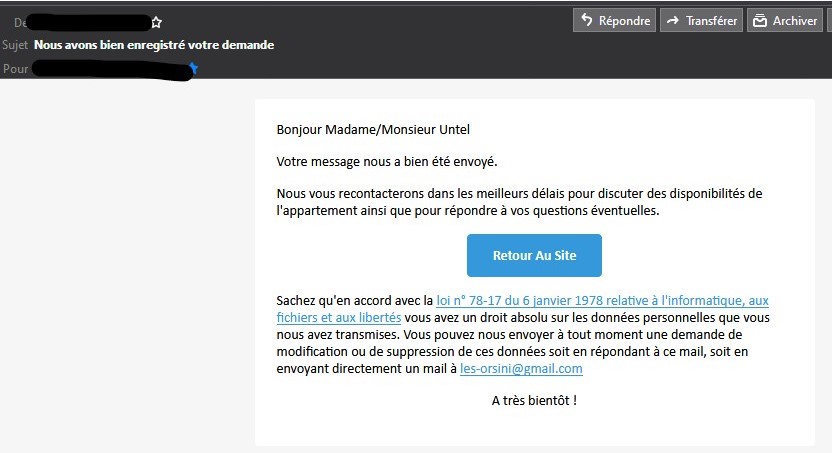 De
Répondre
Transférer
Archiver
Sujet Nous avons bien enregistré votre demande
Pour
Bonjour Madame/Monsieur Untel
Votre message nous a bien été envoyé.
Nous vous recontacterons dans les meilleurs délais pour discuter des disponibilités de
l'appartement ainsi que pour répondre à vos questions éventuelles.
Retour Au Site
Sachez qu'en accord avec la loi n° 78-17 du 6 janvier 1978 relative à l'informatique, aux
fichiers et aux libertés vous avez un droit absolu sur les données personnelles que vous
nous avez transmises. Vous pouvez nous envoyer à tout moment une demande de
modification ou de suppression de ces données soit en répondant à ce mail, soit en
envoyant directement un mail à les-orsini@gmail.com
A très bientôt !